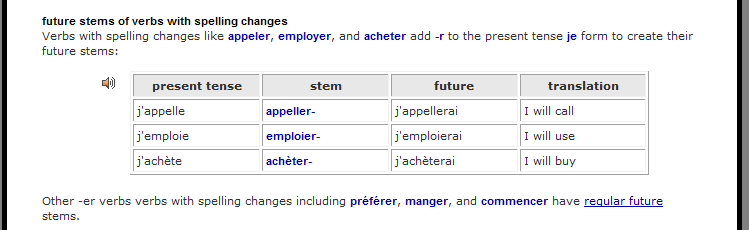 future stems of verbs with spelling changes
Verbs with spelling changes like appeler, employer, and acheter add -r to the present tense je form to create their
future stems:
present tense stem future translation
j'appelle appeller- j'appellerai I will call
j'emploie emploier- j'emploierai I will use
j'achète achèter- j'achèterai I will buy
Other -er verbs verbs with spelling changes including préférer, manger, and commencer have regular future
stems.